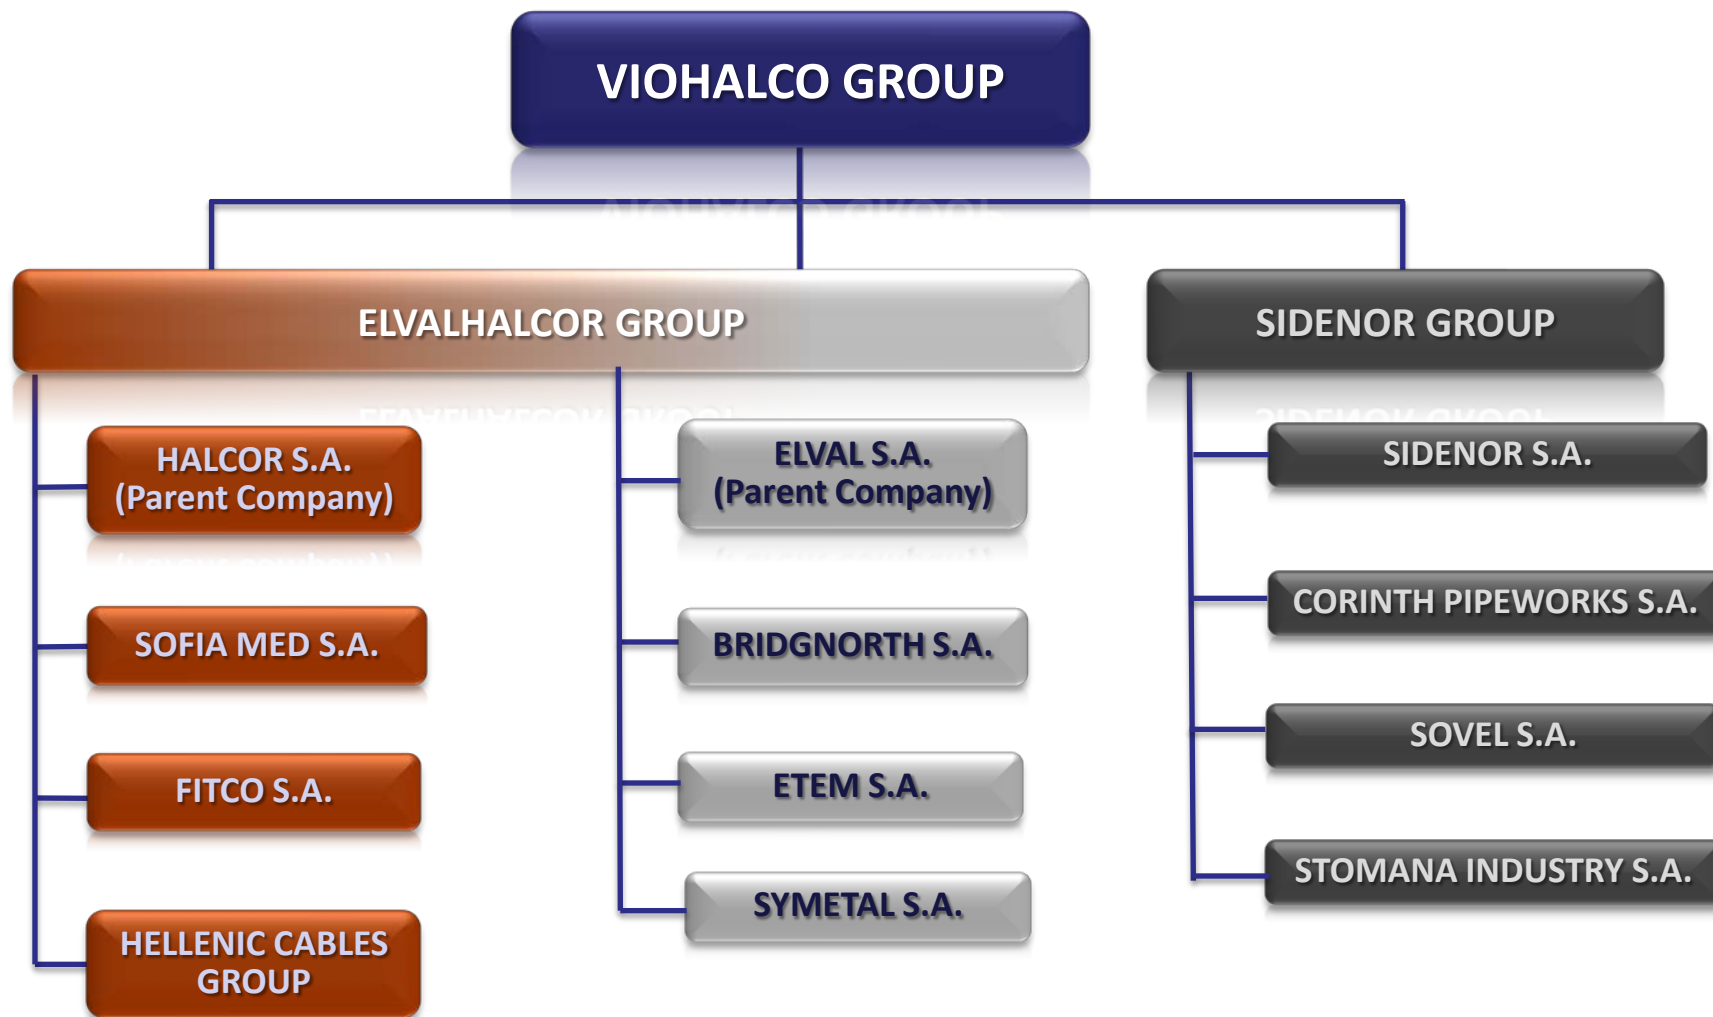 VIOHALCO GROUP
ELVALHALCOR GROUP
SIDENOR GROUP
HALCOR S.A.
(Parent Company)
SOFIA MED S.A.
FITCO S.A.
HELLENIC CABLES
GROUP
ELVAL S.A.
(Parent Company)
BRIDGNORTH S.A.
ETEM S.A.
SYMETAL S.A.
SIDENOR S.A.
CORINTH PIPEWORKS S.A.
SOVEL S.A.
STOMANA INDUSTRY S.A.